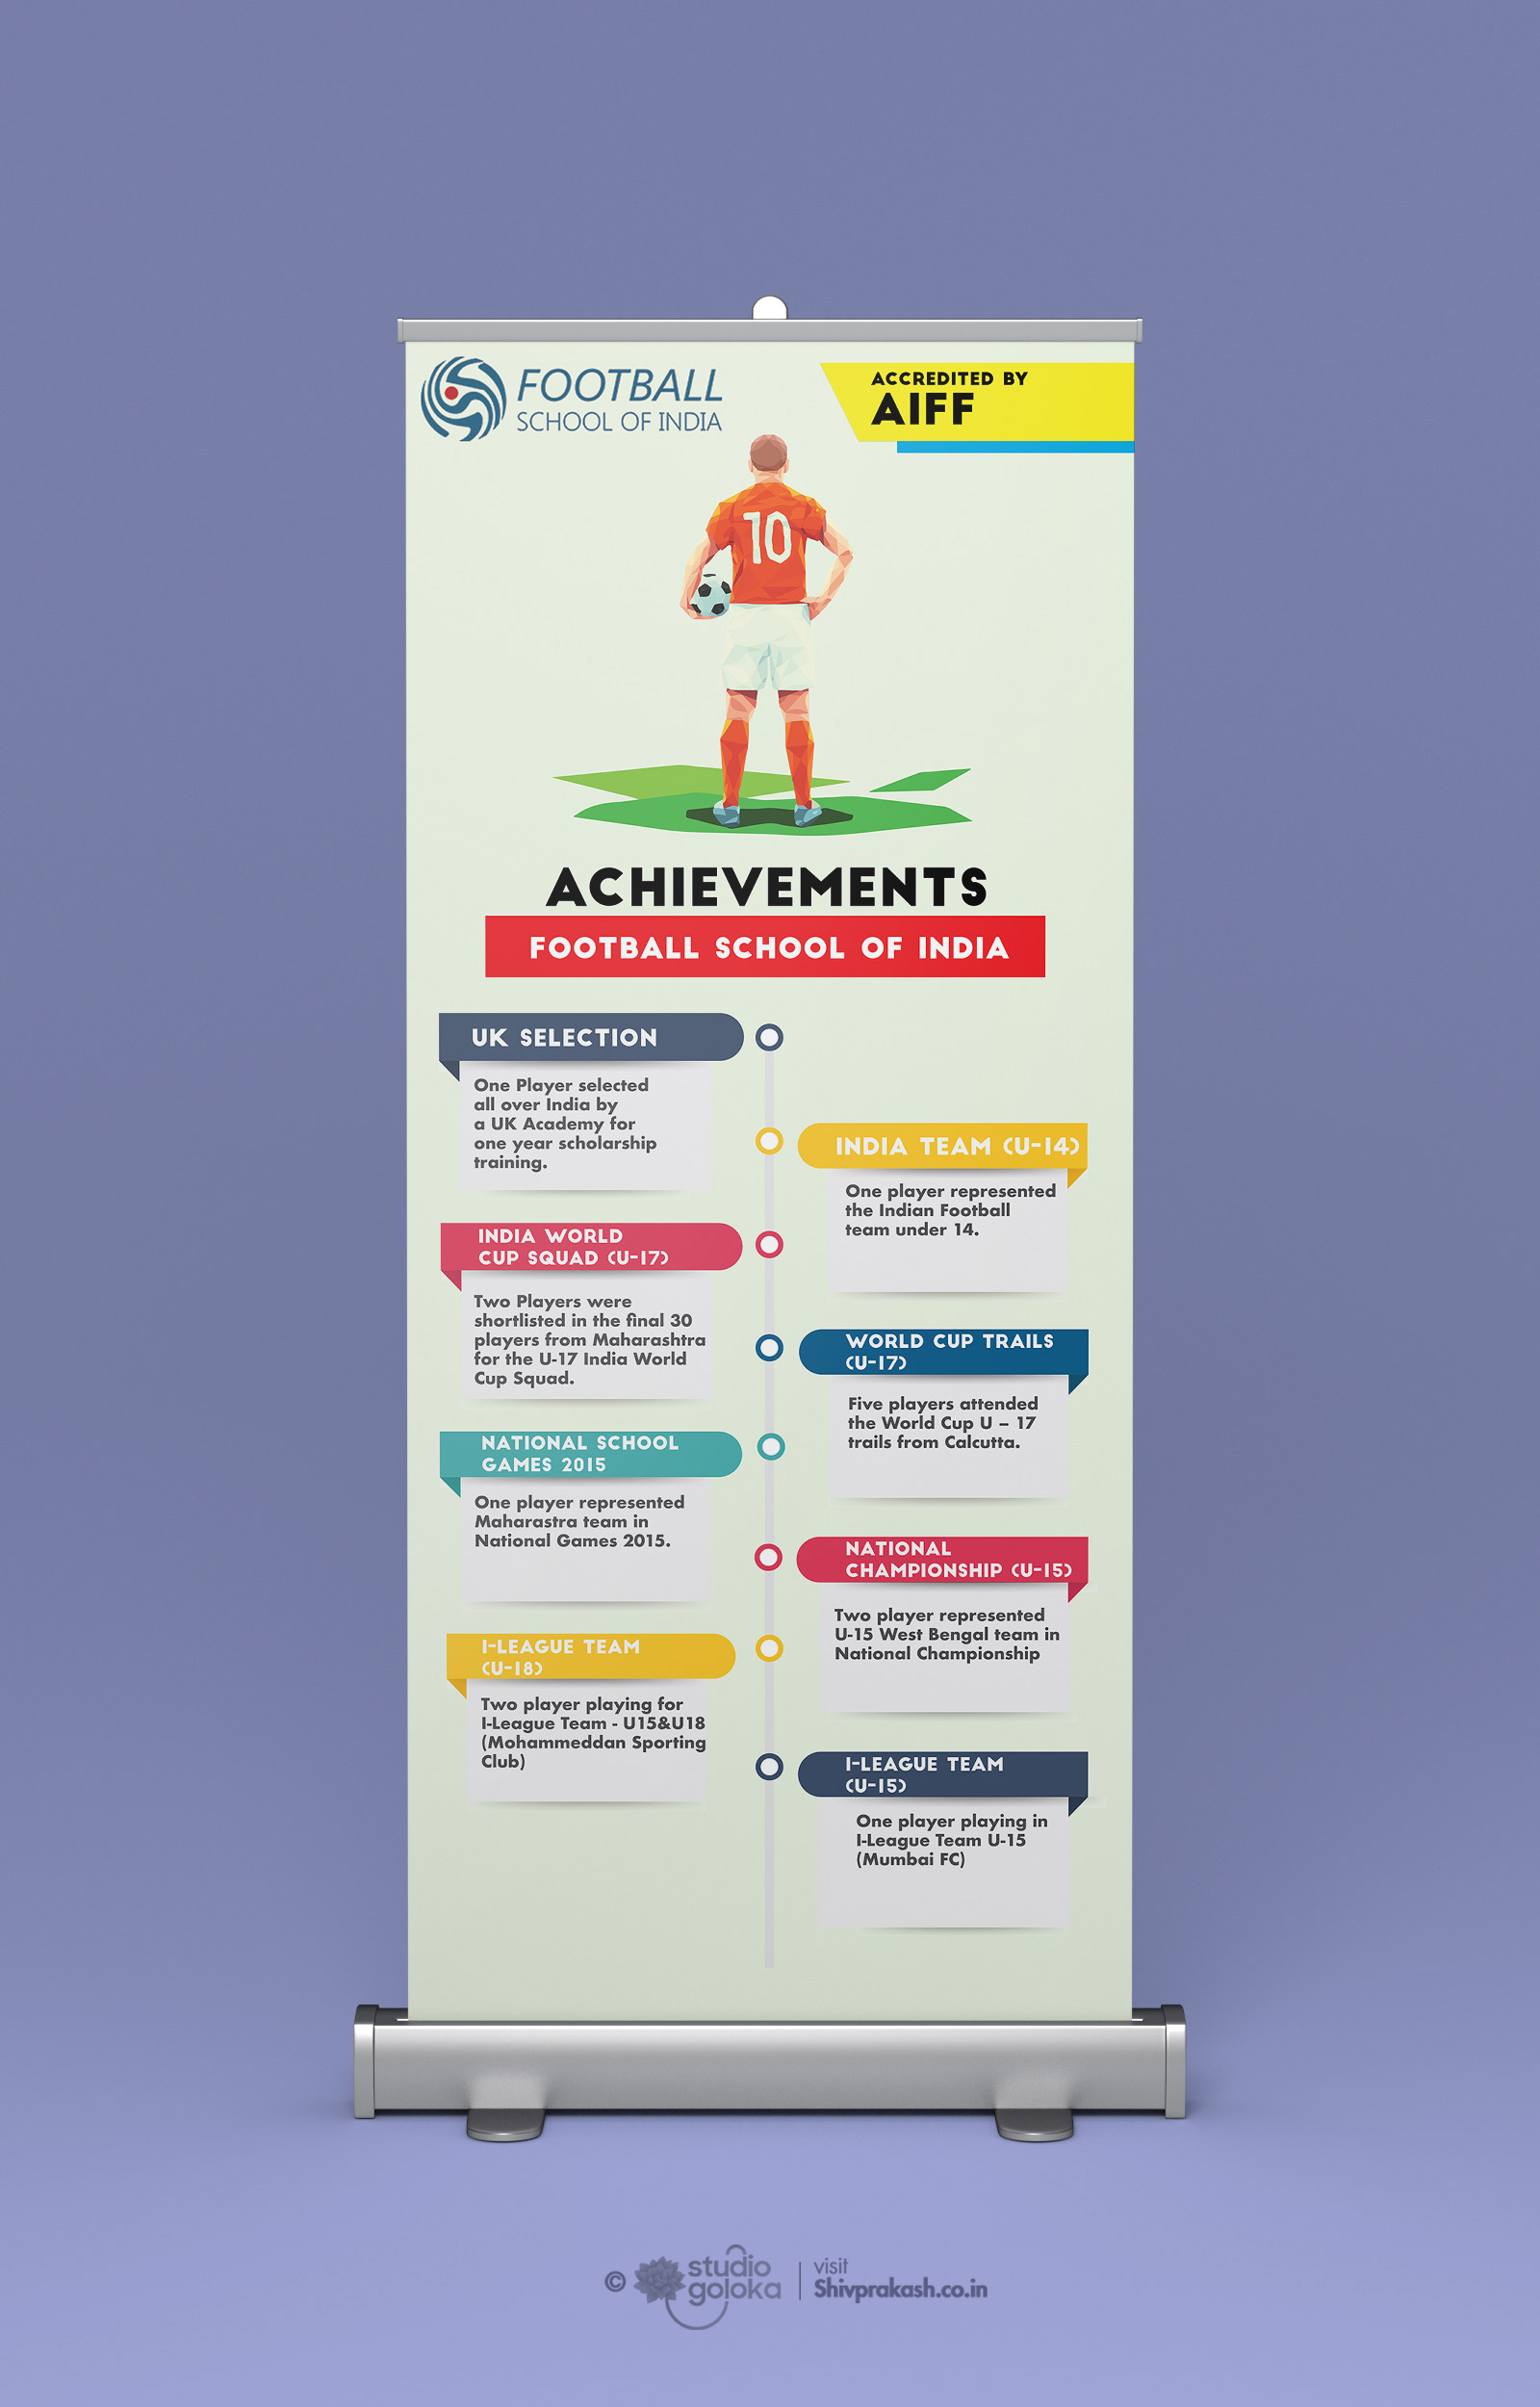 FOOTBALL
SCHOOL OF INDIA
ACCREDITED BY
AIFF
10
ACHIEVEMENTS
FOOTBALL SCHOOL OF INDIA
UK SELECTION
One Player selected
all over India by
a UK Academy for
one year scholarship
training.
INDIA TEAM (U-14)
One player represented
the Indian Football
team under 14.
INDIA WORLD
CUP SQUAD (U-17)
Two Players were
shortlisted in the final 30
players from Maharashtra
for the U-17 India World
Cup Squad.
WORLD CUP TRAILS
(U-17)
Five players attended
the World Cup U – 17
trails from Calcutta.
NATIONAL SCHOOL
GAMES 2015
One player represented
Maharastra team in
National Games 2015.
NATIONAL
CHAMPIONSHIP (U-15)
Two player represented
U-15 West Bengal team in
National Championship
I-LEAGUE TEAM
(U-18)
Two player playing for
I-League Team - U15&U18
(Mohammeddan Sporting
Club)
I-LEAGUE TEAM
(U-15)
One player playing in
I-League Team U-15
(Mumbai FC)
© studio
goloka
visit
Shivprakash.co.in